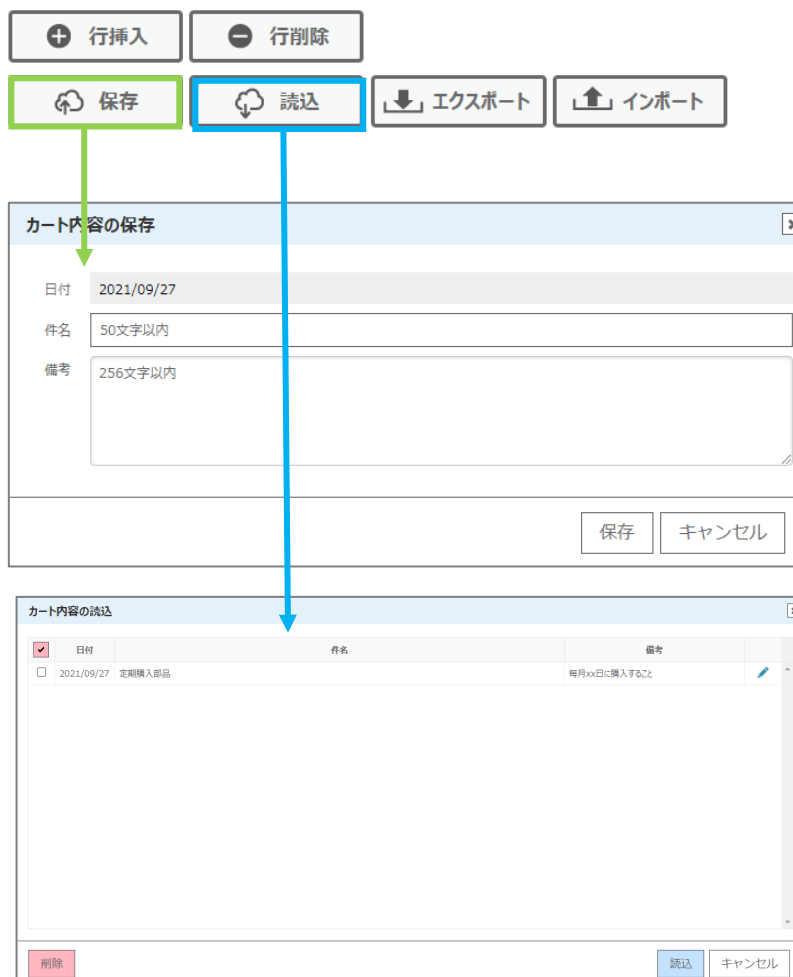 行挿入 行削除
保存 読込 エクスポート インポート
カート内容の保存
日付 2021/09/27
件名 50文字以内
備考 256文字以内
保存 キャンセル
カート内容の読込
日付 件名 備考
2021/09/27 定期購入部品 毎月xx日に購入すること
削除 読込 キャンセル